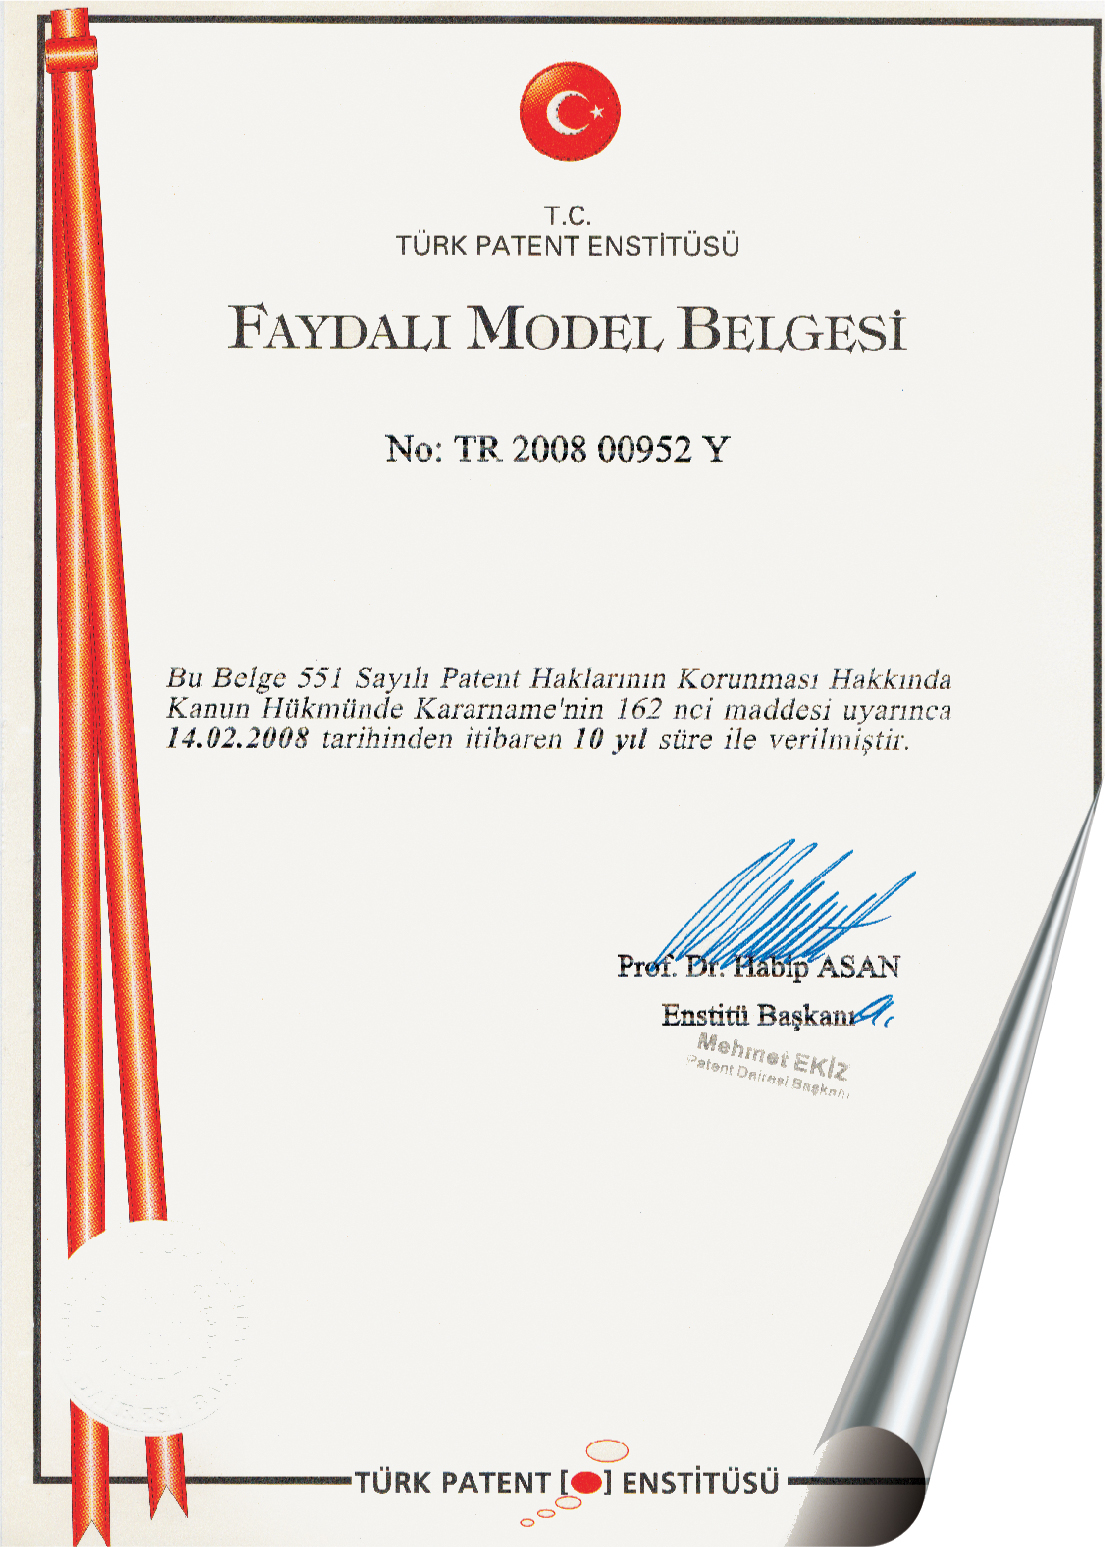 T.C.
TÜRK PATENT ENSTİTÜSÜ
FAYDALI MODEL BELGESİ
No: TR 2008 00952 Y
Bu Belge 551 Sayılı Patent Haklarının Korunması Hakkında
Kanun Hükmünde Kararname'nin 162 nci maddesi uyarınca
14.02.2008 tarihinden itibaren 10 yıl süre ile verilmiştir.
Prof. Dr. Habip ASAN
Enstitü Başkanı
Mehmet EKİZ
Patent Dairesi Başkanı
TÜRK PATENT [ ] ENSTİTÜSÜ